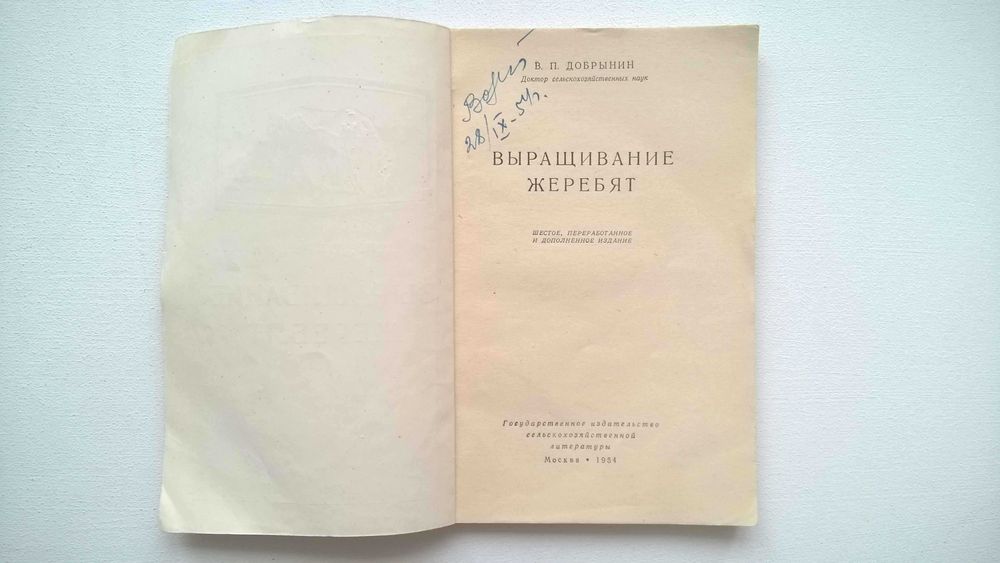 В. П. ДОБРЫНИН
Доктор сельскохозяйственных наук
28/IX-54г.
ВЫРАЩИВАНИЕ
ЖЕРЕБЯТ
ШЕСТОЕ, ПЕРЕРАБОТАННОЕ
И ДОПОЛНЕННОЕ ИЗДАНИЕ
Государственное издательство
сельскохозяйственной
литературы
Москва • 1954